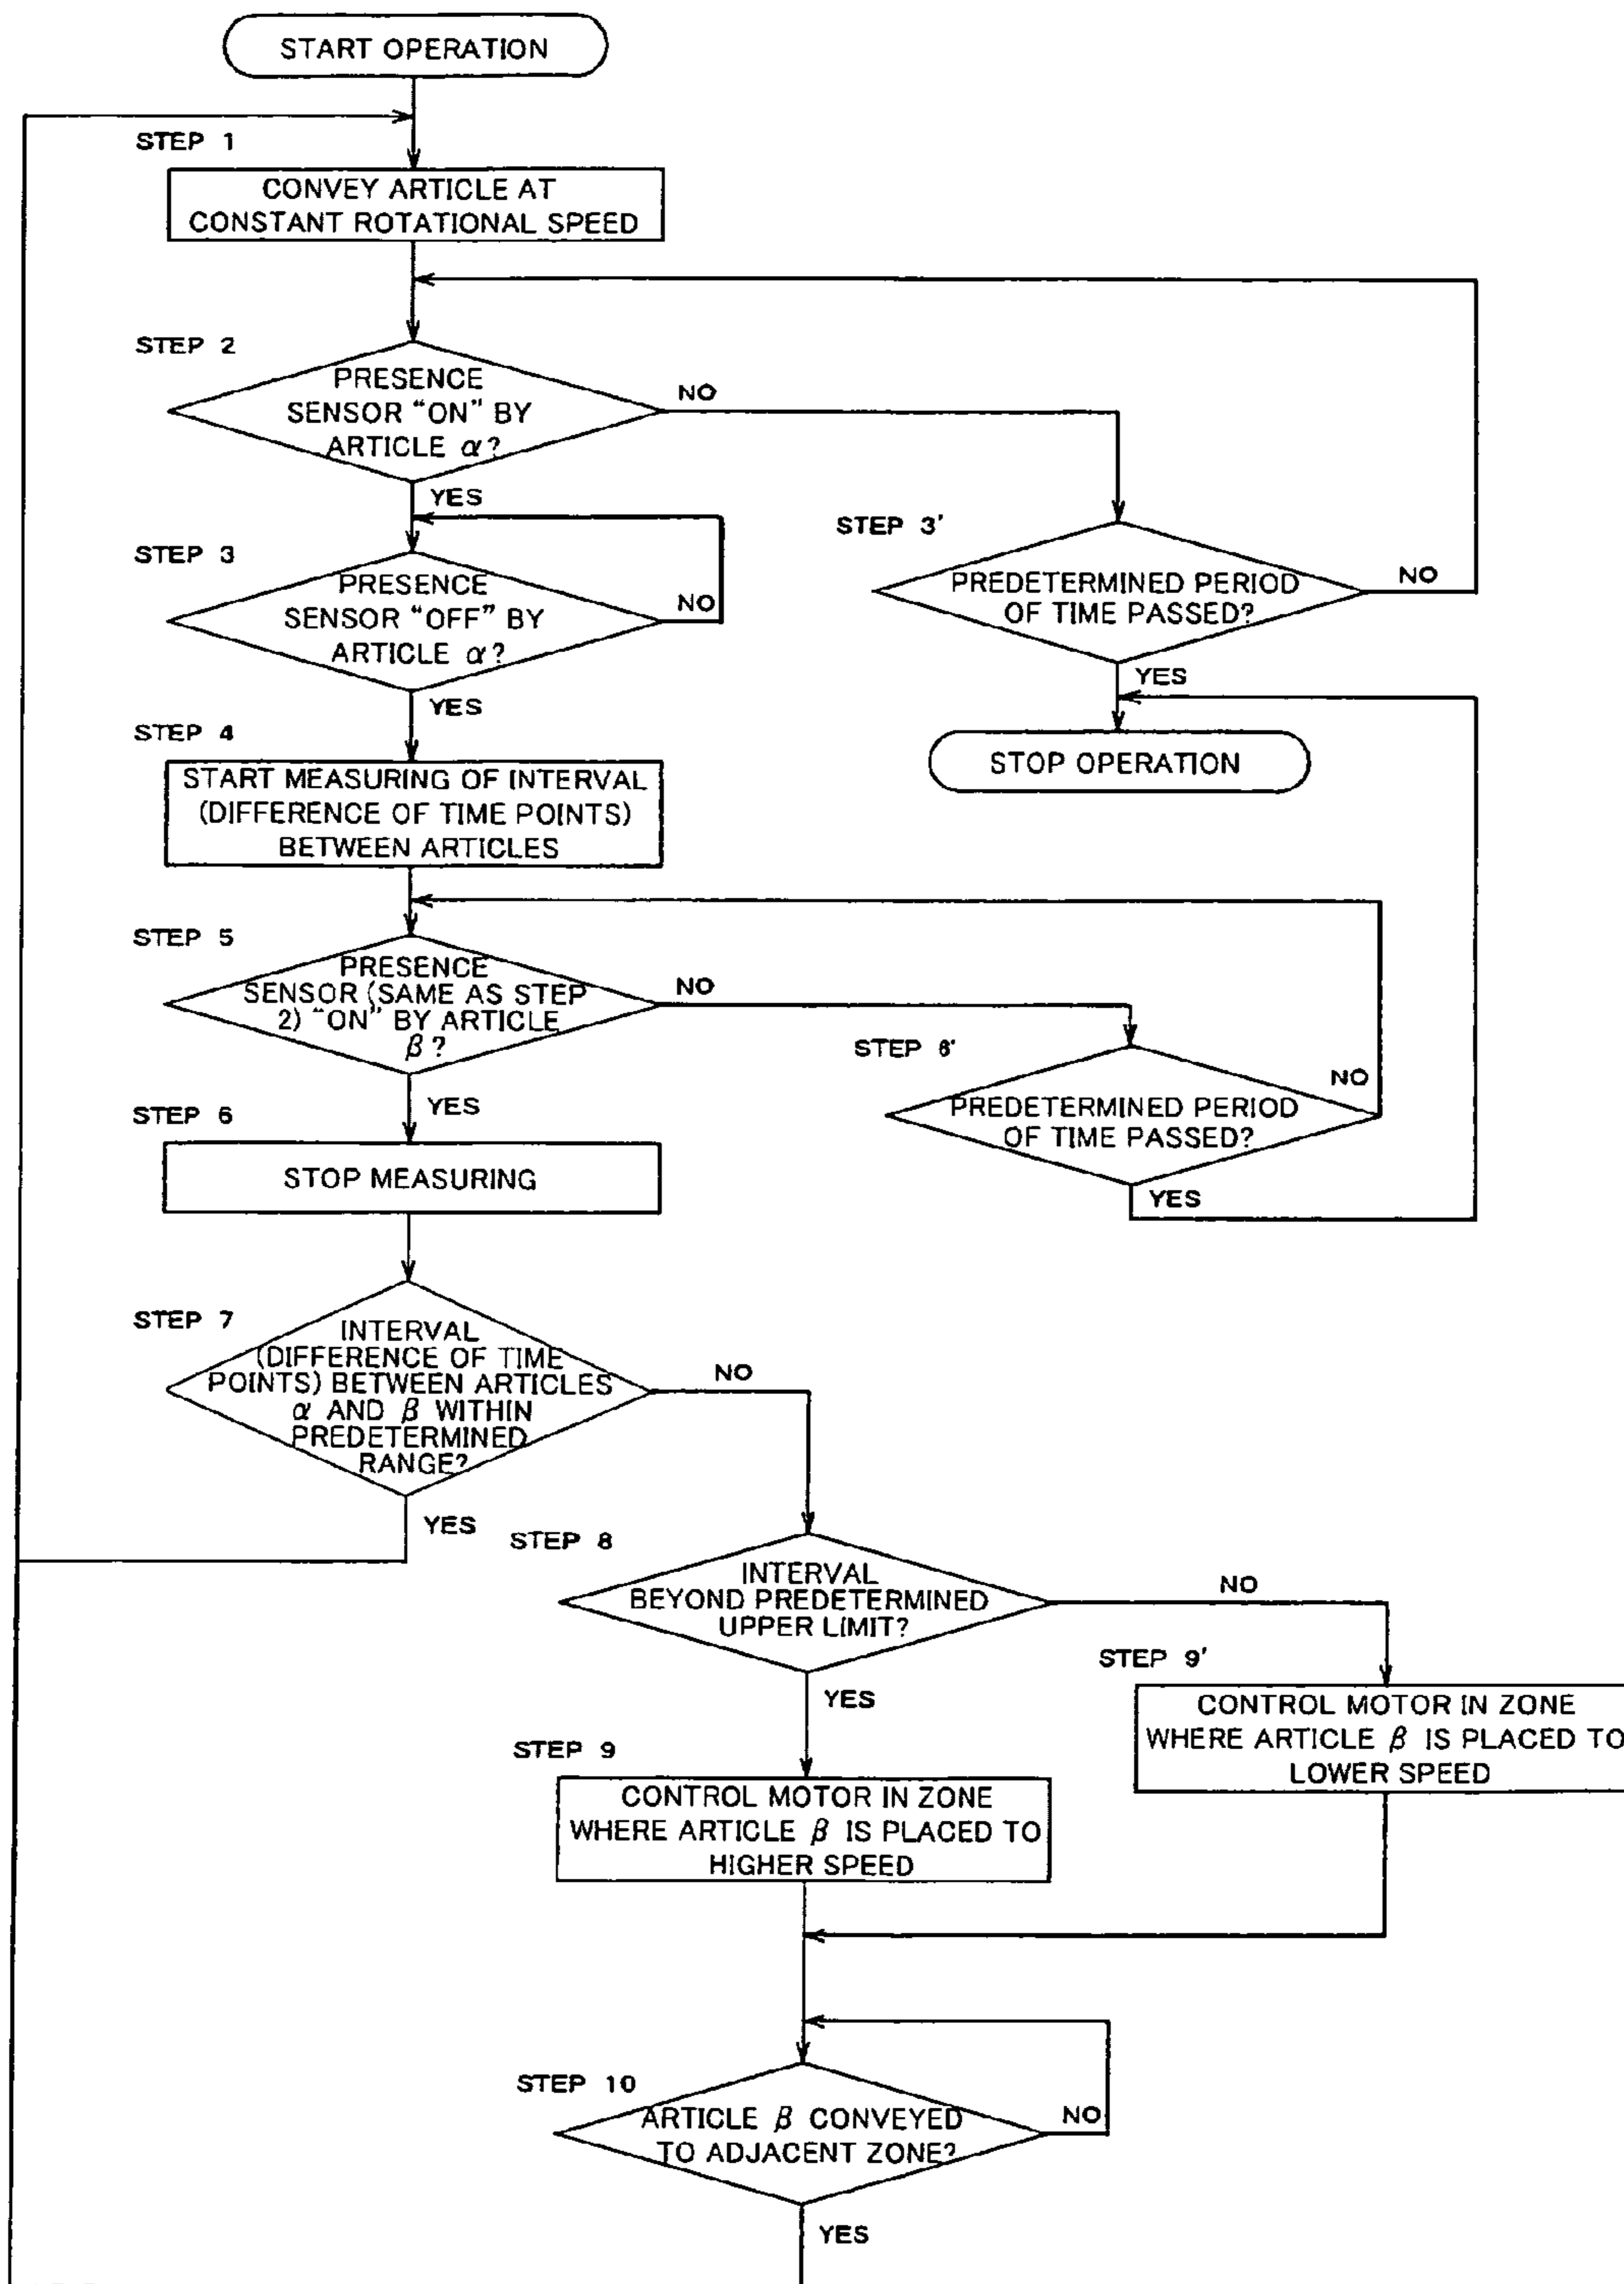 START OPERATION
STEP 1
CONVEY ARTICLE AT
CONSTANT ROTATIONAL SPEED
STEP 2
PRESENCE
SENSOR “ON” BY
ARTICLE α?
NO
YES
STEP 3
PRESENCE
SENSOR “OFF” BY
ARTICLE α?
NO
YES
STEP 3'
PREDETERMINED PERIOD
OF TIME PASSED?
NO
YES
STOP OPERATION
STEP 4
START MEASURING OF INTERVAL
(DIFFERENCE OF TIME POINTS)
BETWEEN ARTICLES
STEP 5
PRESENCE
SENSOR (SAME AS STEP
2) “ON” BY ARTICLE
β?
NO
YES
STEP 6'
PREDETERMINED PERIOD
OF TIME PASSED?
NO
YES
STEP 6
STOP MEASURING
STEP 7
INTERVAL
(DIFFERENCE OF TIME
POINTS) BETWEEN ARTICLES
α AND β WITHIN
PREDETERMINED
RANGE?
NO
YES
STEP 8
INTERVAL
BEYOND PREDETERMINED
UPPER LIMIT?
NO
YES
STEP 9'
CONTROL MOTOR IN ZONE
WHERE ARTICLE β IS PLACED TO
LOWER SPEED
STEP 9
CONTROL MOTOR IN ZONE
WHERE ARTICLE β IS PLACED TO
HIGHER SPEED
STEP 10
ARTICLE β CONVEYED
TO ADJACENT ZONE?
NO
YES